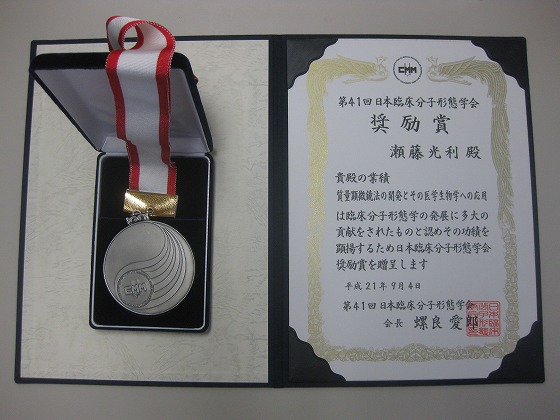 CMM
CMM
第41回日本臨床分子形態学会
奨励賞
瀬藤光利 殿
貴殿の業績
質量顕微鏡法の開発とその医学生物学への応用
は臨床分子形態学の発展に多大の
貢献をされたものと認めその功績を
顕揚するため日本臨床分子形態学会
奨励賞を贈呈します
平成21年9月4日
第41回日本臨床分子形態学会
会長 螺良愛郎